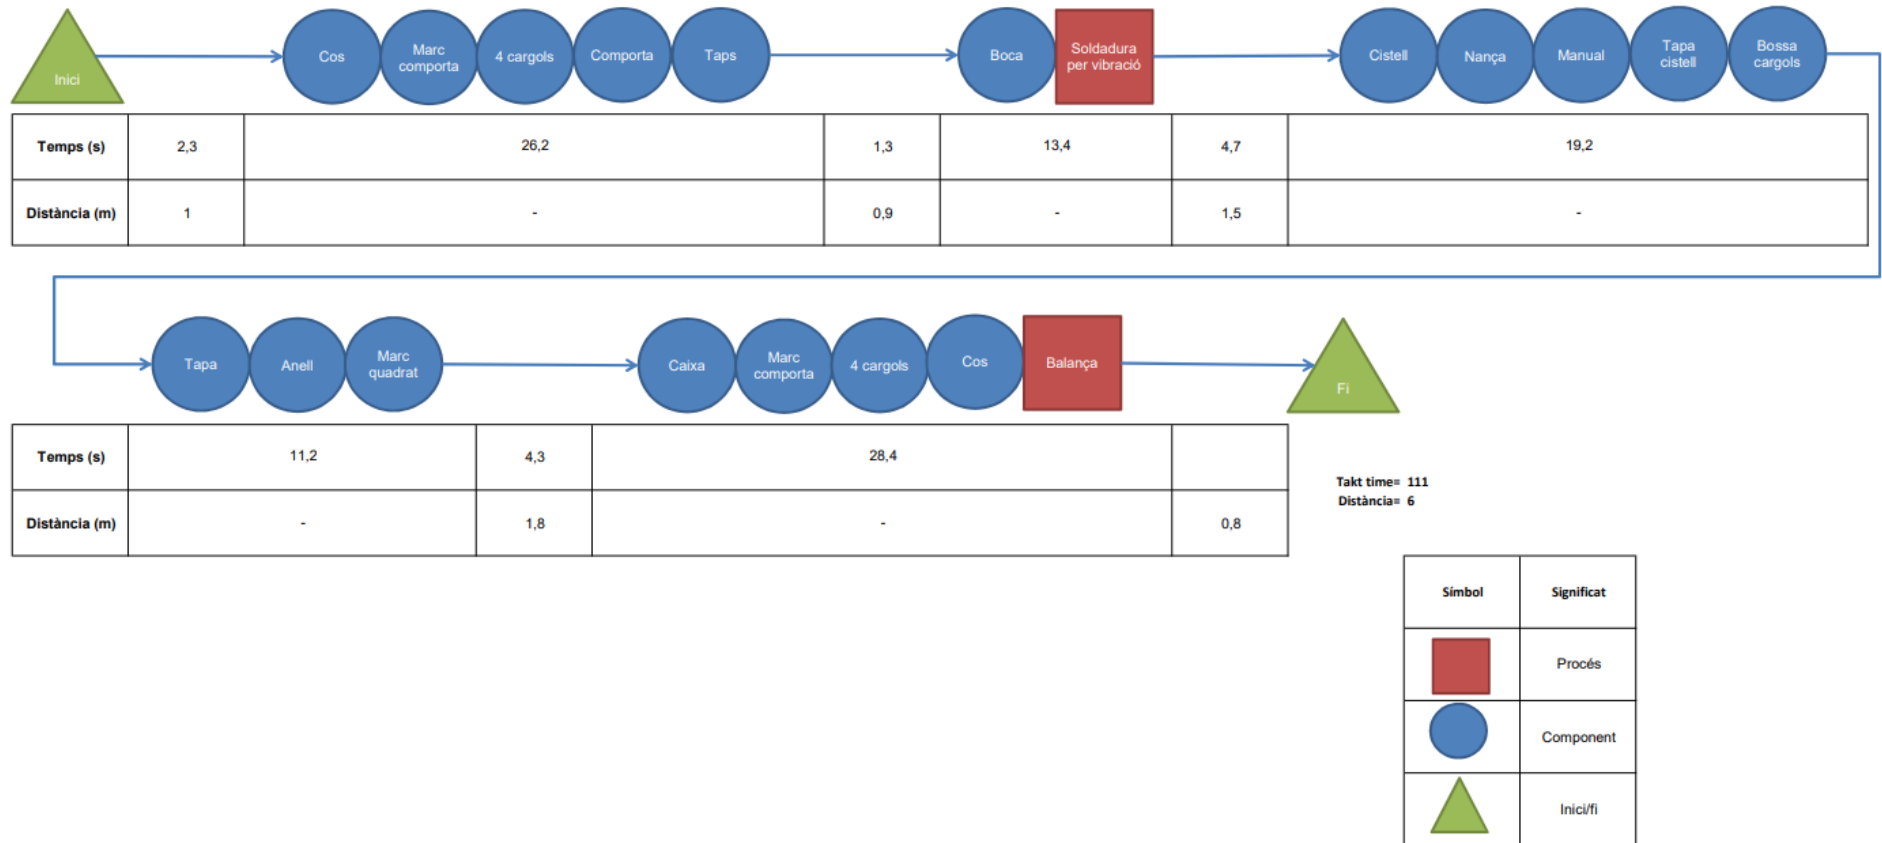 Inici
Cos
Marc
comporta
4 cargols
Comporta
Taps
Boca
Soldadura
per vibració
Cistell
Nança
Manual
Tapa
cistell
Bossa
cargols
Temps (s) 2,3 26,2 1,3 13,4 4,7 19,2
Distància (m) 1 - 0,9 - 1,5 -
Tapa
Anell
Marc
quadrat
Caixa
Marc
comporta
4 cargols
Cos
Balança
Fi
Temps (s) 11,2 4,3 28,4
Distància (m) - 1,8 - 0,8
Takt time= 111
Distància= 6
Símbol Significat
Procés
Component
Inici/fi